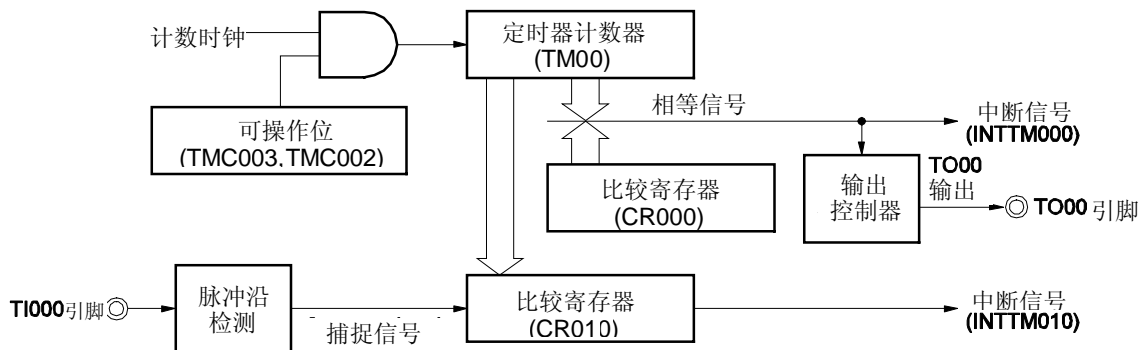 计数时钟
定时器计数器
(TM00)
可操作位
(TMC003,TMC002)
相等信号
中断信号
(INTTM000)
比较寄存器
(CR000)
输出
控制器
TO00
输出
TO00 引脚
TI000引脚
脉冲沿
检测
捕捉信号
比较寄存器
(CR010)
中断信号
(INTTM010)